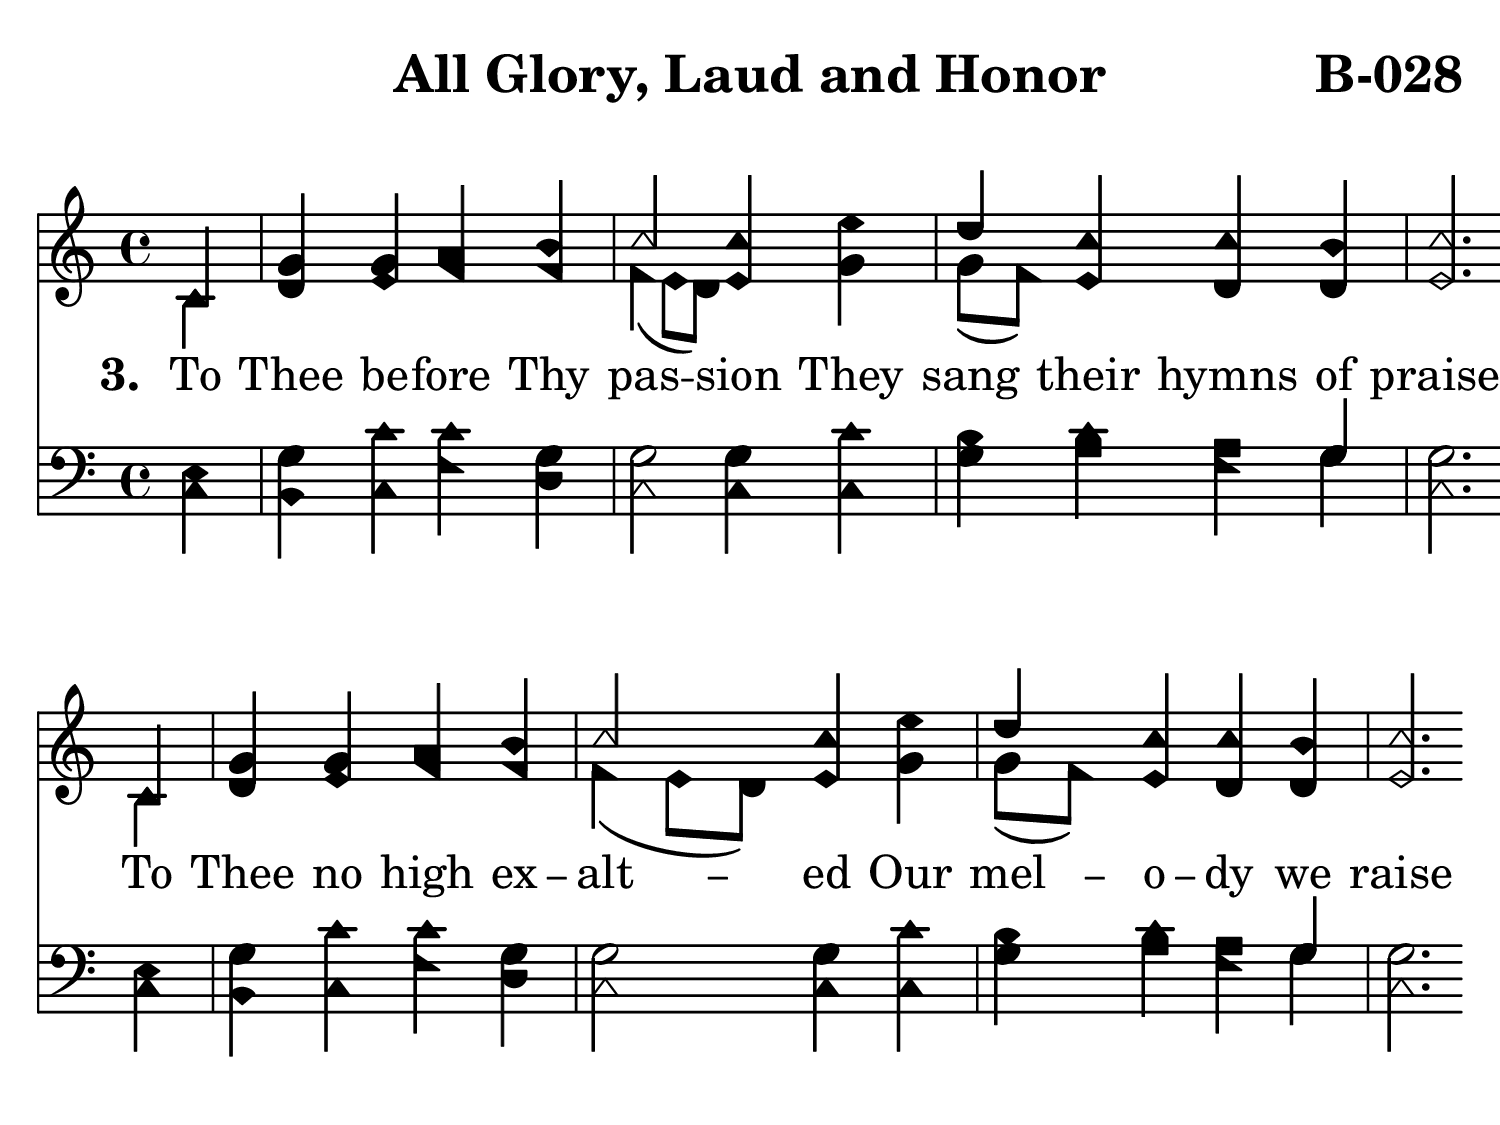 All Glory, Laud and Honor B-028
3. To Thee before Thy pas-sion They sang their hymns of praise
To Thee no high ex – alt – ed Our mel – o – dy we raise